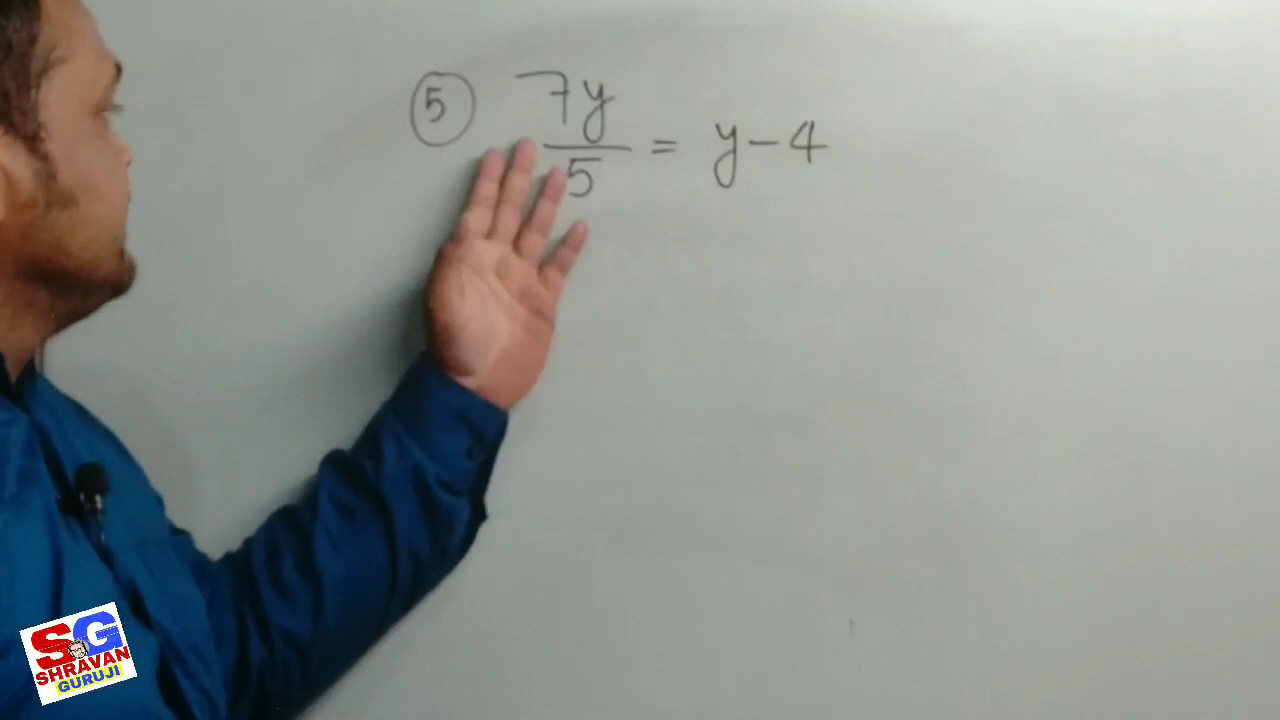 ⑤ 7y/5 = y-4
SG
SHRAVAN
GURUJI